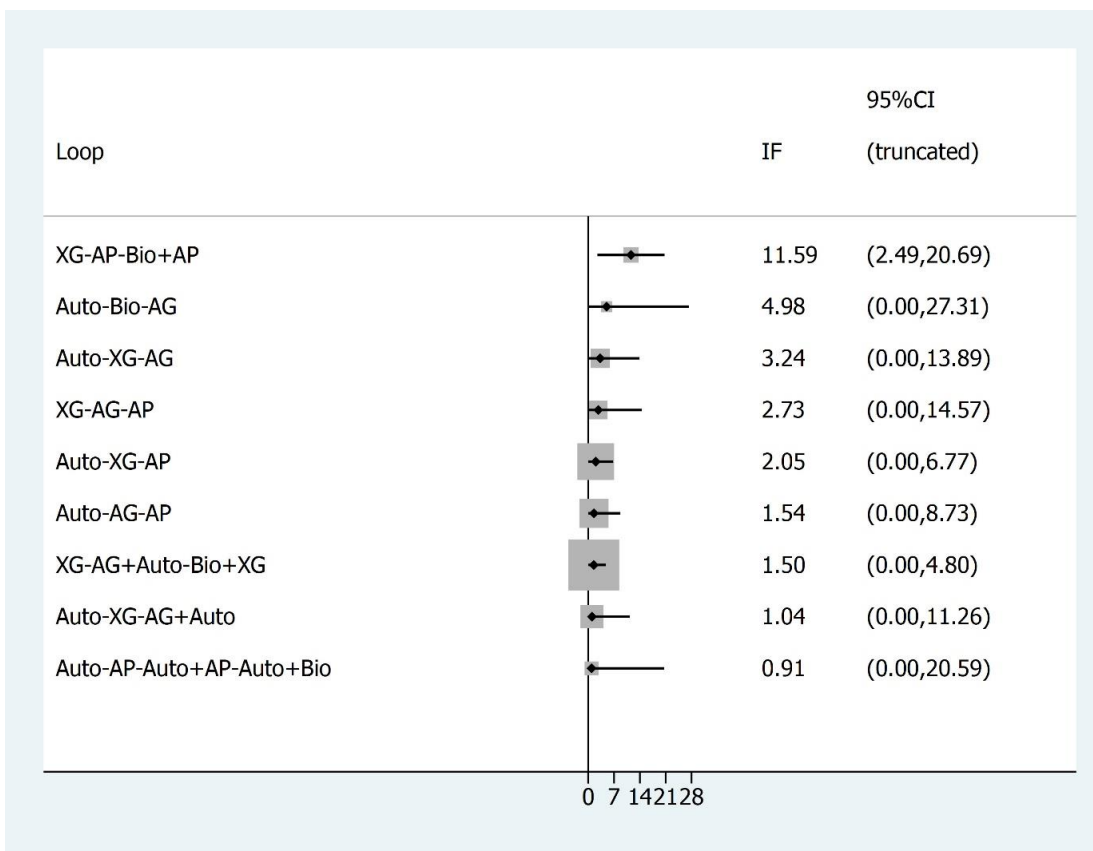 95%CI
Loop IF (truncated)
XG-AP-Bio+AP 11.59 (2.49,20.69)
Auto-Bio-AG 4.98 (0.00,27.31)
Auto-XG-AG 3.24 (0.00,13.89)
XG-AG-AP 2.73 (0.00,14.57)
Auto-XG-AP 2.05 (0.00,6.77)
Auto-AG-AP 1.54 (0.00,8.73)
XG-AG+Auto-Bio+XG 1.50 (0.00,4.80)
Auto-XG-AG+Auto 1.04 (0.00,11.26)
Auto-AP-Auto+AP-Auto+Bio 0.91 (0.00,20.59)
0 7 14 21 28